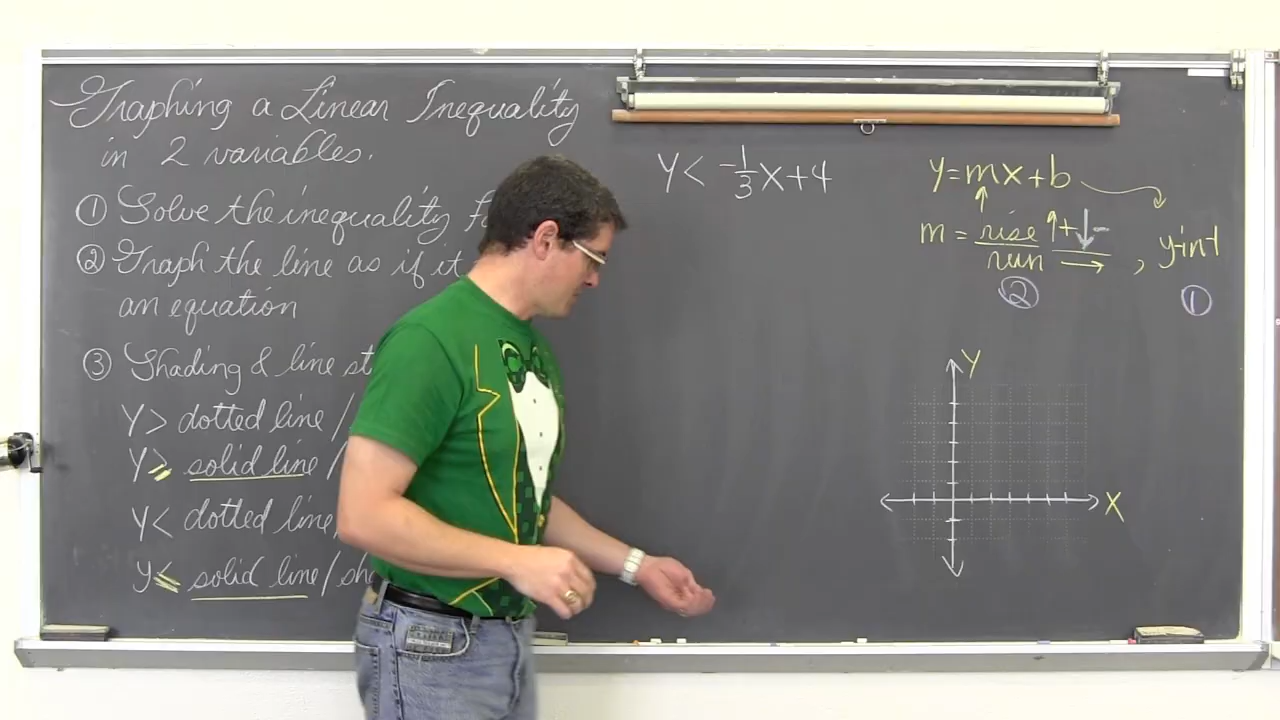 Graphing a Linear Inequality
in 2 variables.
① Solve the inequality
② Graph the line as if it
an equation
③ Shading & line
Y> dotted line/
Y≥ solid line/
Y< dotted line/
Y≤ solid line/
Y< -1/3 X+4
y=mx+b
m = rise/run ↑+ ↓- → , y-int
② ①
Y
X